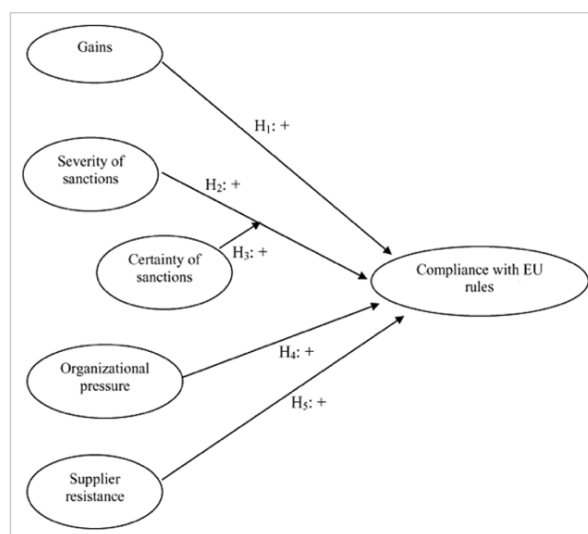 Gains
H₁: +
Severity of
sanctions
H₂: +
Certainty of
sanctions
H₃: +
Compliance with EU
rules
Organizational
pressure
H₄: +
H₅: +
Supplier
resistance